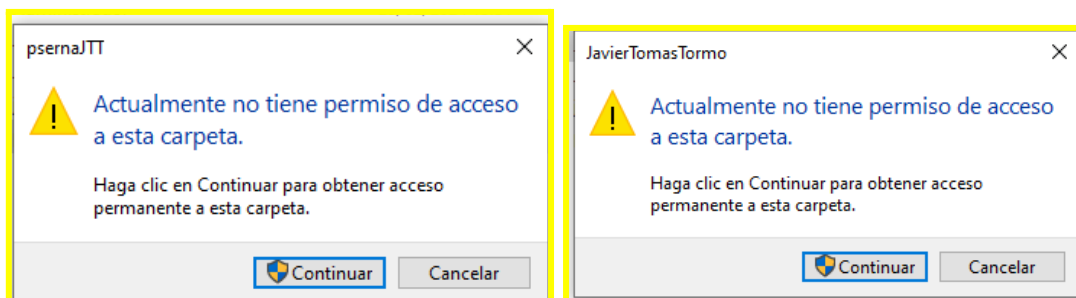 psernaJTT
Actualmente no tiene permiso de acceso
a esta carpeta.
Haga clic en Continuar para obtener acceso
permanente a esta carpeta.
Continuar
Cancelar
JavierTomasTormo
Actualmente no tiene permiso de acceso
a esta carpeta.
Haga clic en Continuar para obtener acceso
permanente a esta carpeta.
Continuar
Cancelar